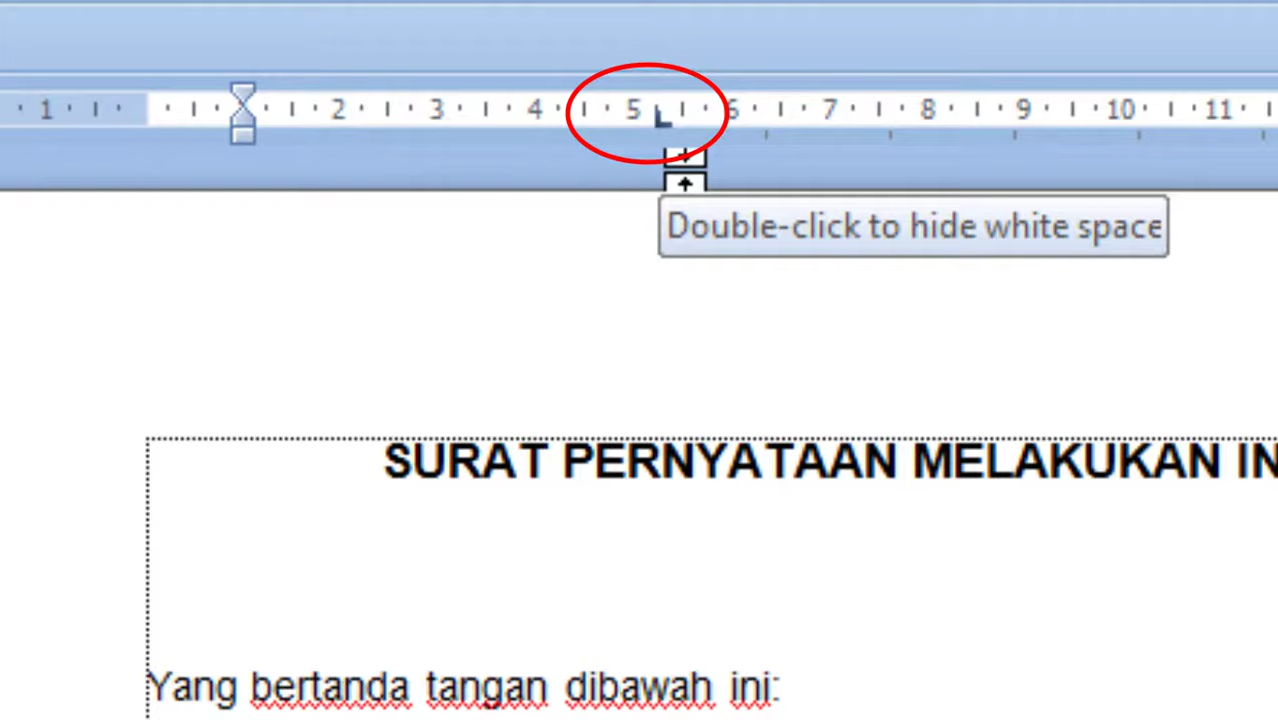 1 2 3 4 5 6 7 8 9 10 11
Double-click to hide white space
SURAT PERNYATAAN MELAKUKAN IN
Yang bertanda tangan dibawah ini: